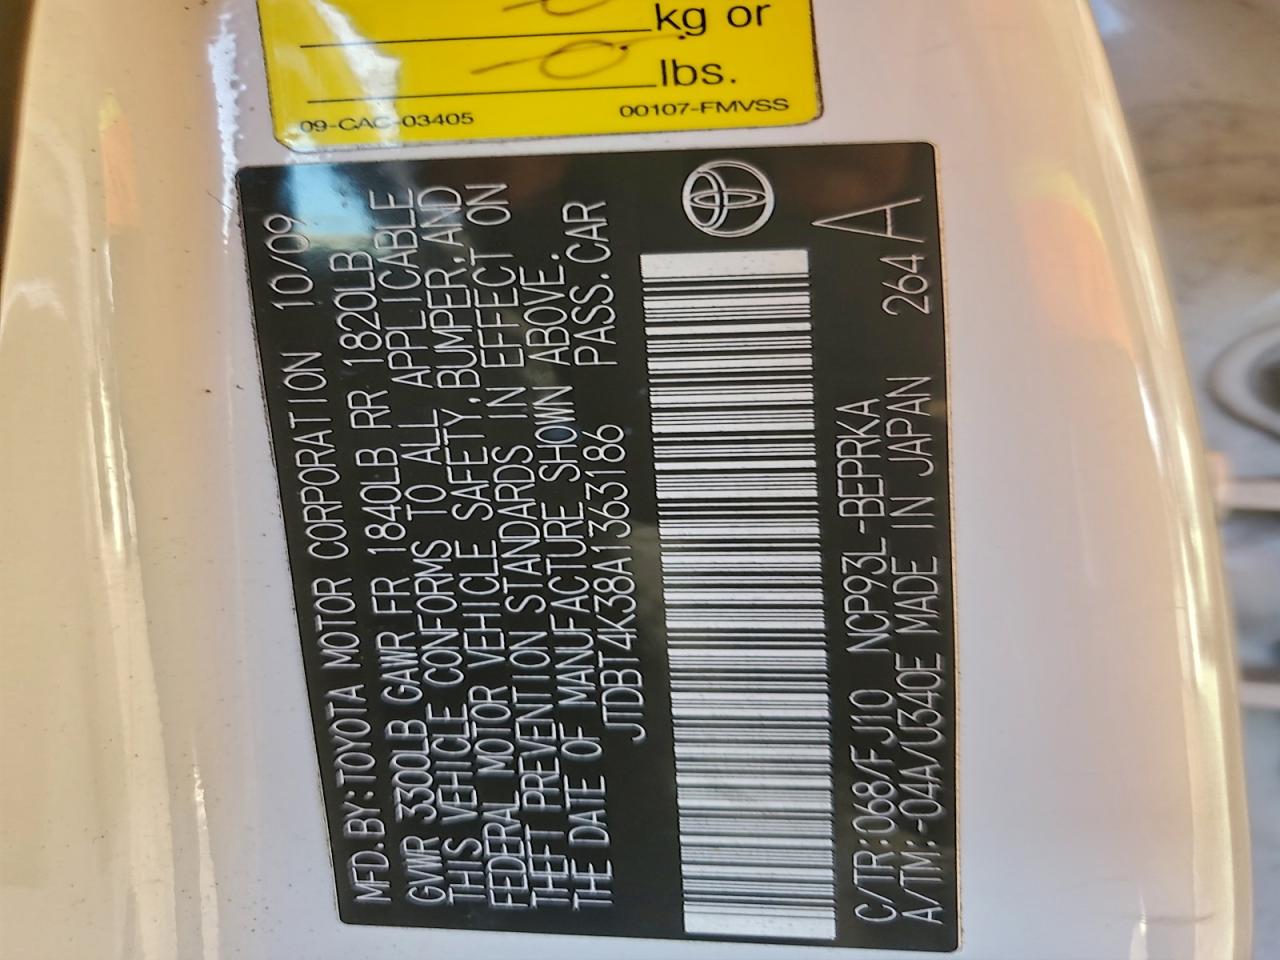 kg or
lbs.
09-CAC-03405 00107-FMVSS
MFD.BY:TOYOTA MOTOR CORPORATION 10/09
GVWR 3300LB GAWR FR 1840LB RR 1820LB
THIS VEHICLE CONFORMS TO ALL APPLICABLE
FEDERAL MOTOR VEHICLE SAFETY,BUMPER,AND
THEFT PREVENTION STANDARDS IN EFFECT ON
THE DATE OF MANUFACTURE SHOWN ABOVE.
JTDBT4K38A1363186 PASS.CAR
C/TR:068/FJ10 NCP93L-BEPRKA
A/TM:-04A/U340E MADE IN JAPAN 264 A